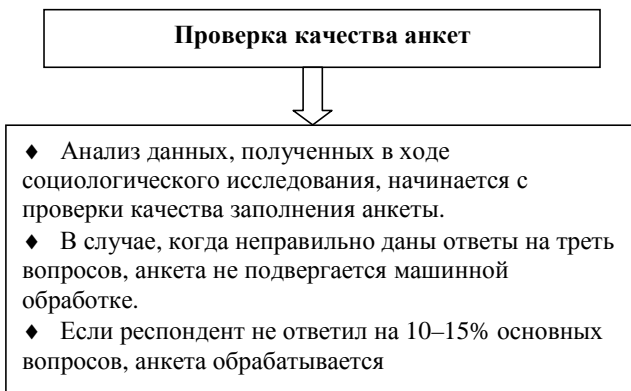 Проверка качества анкет
♦ Анализ данных, полученных в ходе
социологического исследования, начинается с
проверки качества заполнения анкеты.
♦ В случае, когда неправильно даны ответы на треть
вопросов, анкета не подвергается машинной
обработке.
♦ Если респондент не ответил на 10–15% основных
вопросов, анкета обрабатывается